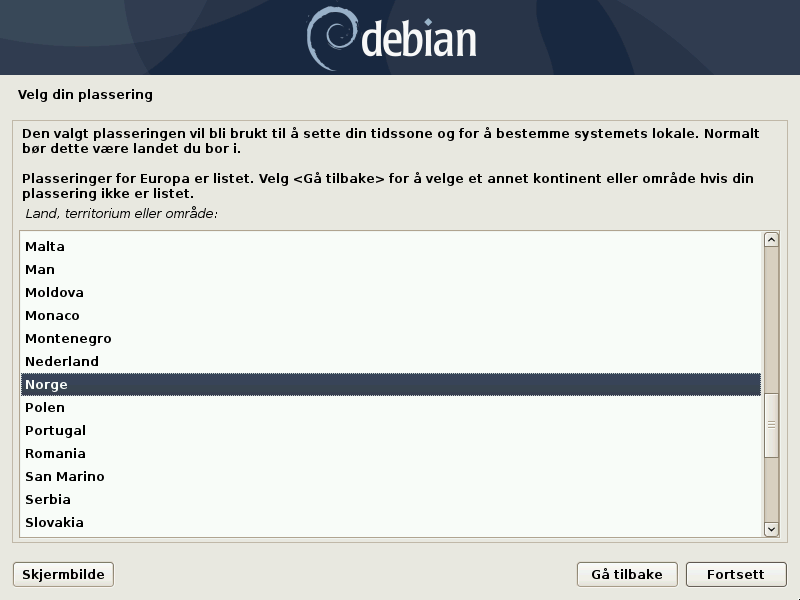 debian
Velg din plassering
Den valgt plasseringen vil bli brukt til å sette din tidssone og for å bestemme systemets lokale. Normalt
bør dette være landet du bor i.
Plasseringer for Europa er listet. Velg <Gå tilbake> for å velge et annet kontinent eller område hvis din
plassering ikke er listet.
Land, territorium eller område:
Malta
Man
Moldova
Monaco
Montenegro
Nederland
Norge
Polen
Portugal
Romania
San Marino
Serbia
Slovakia
Skjermbilde
Gå tilbake
Fortsett